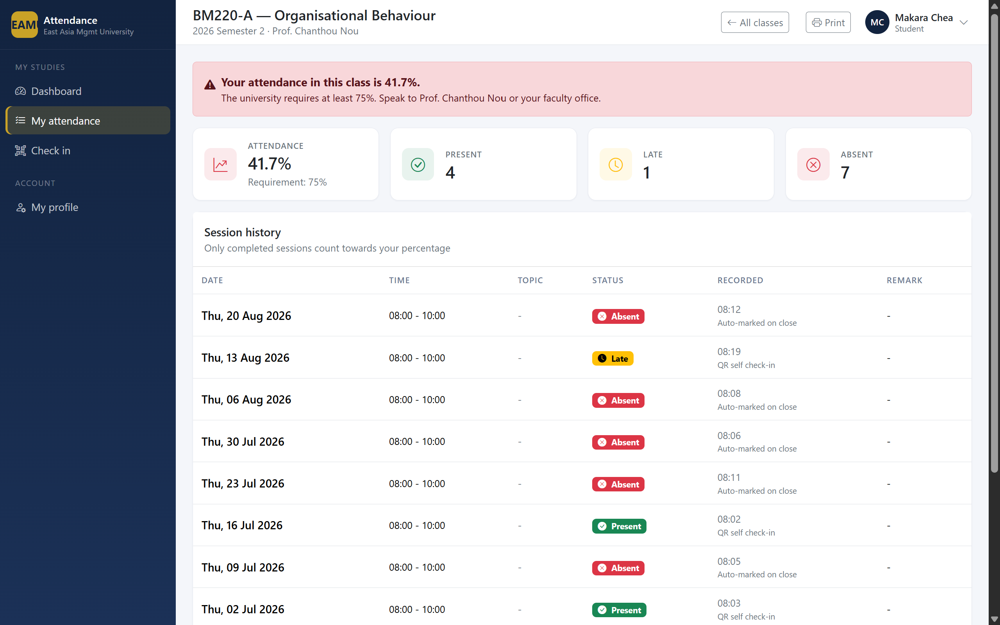 EAMU
Attendance
East Asia Mgmt University
MY STUDIES
Dashboard
My attendance
Check in
ACCOUNT
My profile
BM220-A — Organisational Behaviour
2026 Semester 2 · Prof. Chanthou Nou
← All classes
Print
MC
Makara Chea
Student
Your attendance in this class is 41.7%.
The university requires at least 75%. Speak to Prof. Chanthou Nou or your faculty office.
ATTENDANCE
41.7%
Requirement: 75%
PRESENT
4
LATE
1
ABSENT
7
Session history
Only completed sessions count towards your percentage
DATE TIME TOPIC STATUS RECORDED REMARK
Thu, 20 Aug 2026 08:00 - 10:00 - Absent 08:12 -
Auto-marked on close
Thu, 13 Aug 2026 08:00 - 10:00 - Late 08:19 -
QR self check-in
Thu, 06 Aug 2026 08:00 - 10:00 - Absent 08:08 -
Auto-marked on close
Thu, 30 Jul 2026 08:00 - 10:00 - Absent 08:06 -
Auto-marked on close
Thu, 23 Jul 2026 08:00 - 10:00 - Absent 08:11 -
Auto-marked on close
Thu, 16 Jul 2026 08:00 - 10:00 - Present 08:02 -
QR self check-in
Thu, 09 Jul 2026 08:00 - 10:00 - Absent 08:05 -
Auto-marked on close
Thu, 02 Jul 2026 08:00 - 10:00 - Present 08:03 -
QR self check-in